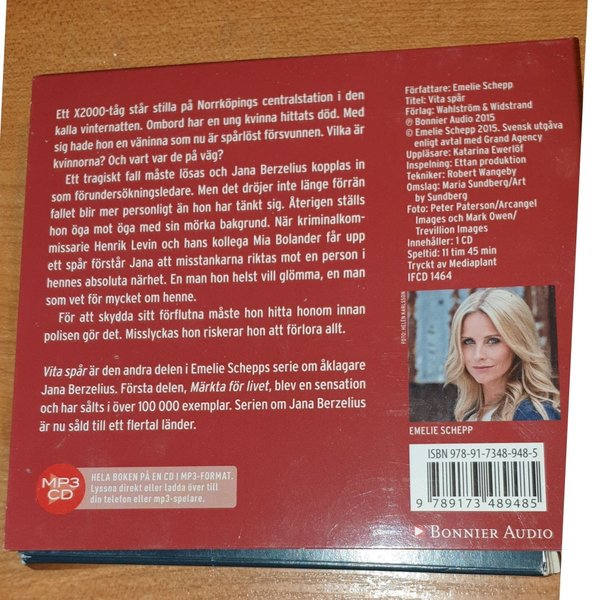 Ett X2000-tåg står stilla på Norrköpings centralstation i den
kalla vinternatten. Ombord har en ung kvinna hittats död. Med
sig hade hon en väninna som nu är spårlöst försvunnen. Vilka är
kvinnorna? Och vart var de på väg?
Ett tragiskt fall måste lösas och Jana Berzelius kopplas in
som förundersökningsledare. Men det dröjer inte länge förrän
fallet blir mer personligt än hon har tänkt sig. Återigen ställs
hon öga mot öga med sin mörka bakgrund. När kriminalkom-
missarie Henrik Levin och hans kollega Mia Bolander får upp
ett spår förstår Jana att misstankarna riktas mot en person i
hennes absoluta närhet. En man hon helst vill glömma, en man
som vet för mycket om henne.
För att skydda sitt förflutna måste hon hitta honom innan
polisen gör det. Misslyckas hon riskerar hon att förlora allt.
Vita spår är den andra delen i Emelie Schepps serie om åklagare
Jana Berzelius. Första delen, Märkta för livet, blev en sensation
och har sålts i över 100 000 exemplar. Serien om Jana Berzelius
är nu såld till ett flertal länder.
MP3
CD
HELA BOKEN PÅ EN CD I MP3-FORMAT.
Lyssna direkt eller ladda över till
din telefon eller mp3-spelare.
Författare: Emelie Schepp
Titel: Vita spår
Förlag: Wahlström & Widstrand
℗ Bonnier Audio 2015
© Emelie Schepp 2015. Svensk utgåva
enligt avtal med Grand Agency
Uppläsare: Katarina Ewerlöf
Inspelning: Ettan produktion
Tekniker: Robert Wangeby
Omslag: Maria Sundberg/Art
by Sundberg
Foto: Peter Paterson/Arcangel
Images och Mark Owen/
Trevillion Images
Innehåller: 1 CD
Speltid: 11 tim 45 min
Tryckt av Mediaplant
IFCD 1464
FOTO: HELÉN KARLSSON
EMELIE SCHEPP
ISBN 978-91-7348-948-5
9 789173 489485
BONNIER AUDIO